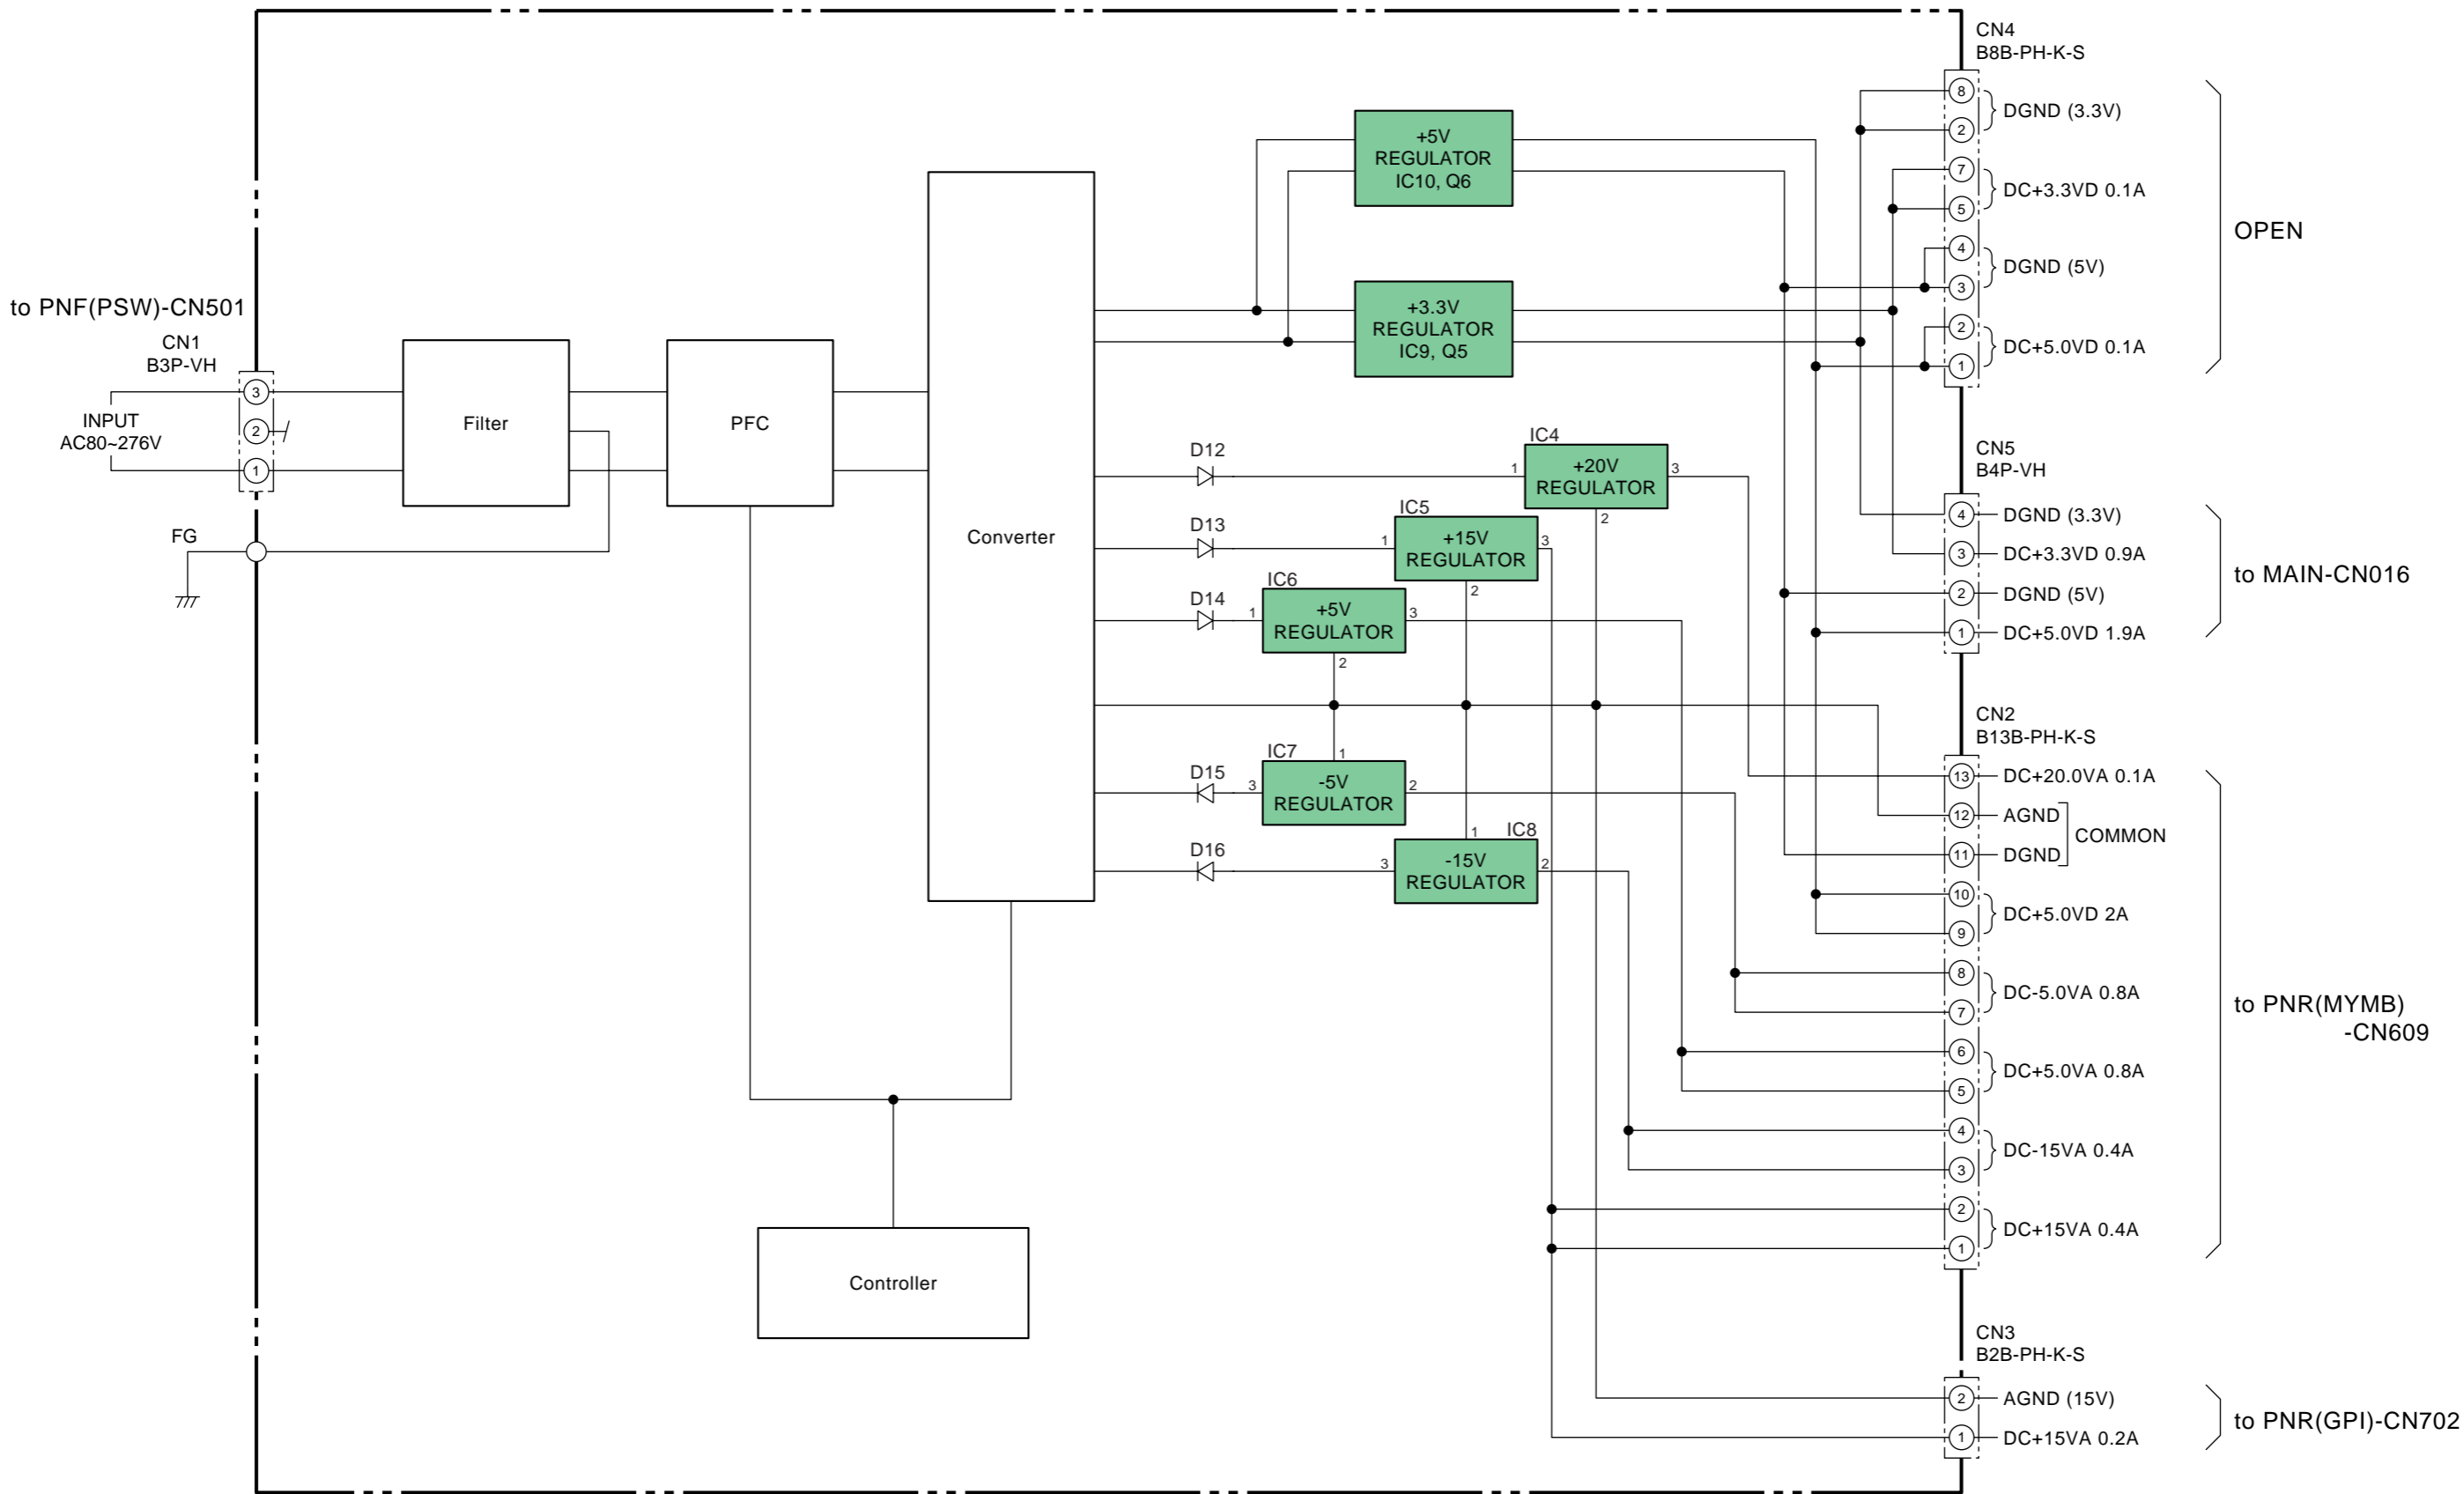 to PNF(PSW)-CN501
CN1
B3P-VH
3
2
1
INPUT
AC80~276V
FG
Filter
PFC
Converter
Controller
+5V
REGULATOR
IC10, Q6
+3.3V
REGULATOR
IC9, Q5
D12
1
IC4
+20V
REGULATOR
3
2
D13
1
IC5
+15V
REGULATOR
3
2
D14
1
IC6
+5V
REGULATOR
3
2
D15
3
IC7
1
-5V
REGULATOR
2
D16
3
1
IC8
-15V
REGULATOR
2
CN4
B8B-PH-K-S
8
2
DGND (3.3V)
7
5
DC+3.3VD 0.1A
4
3
DGND (5V)
2
1
DC+5.0VD 0.1A
OPEN
CN5
B4P-VH
4 DGND (3.3V)
3 DC+3.3VD 0.9A
2 DGND (5V)
1 DC+5.0VD 1.9A
to MAIN-CN016
CN2
B13B-PH-K-S
13 DC+20.0VA 0.1A
12 AGND
11 DGND
COMMON
10
9
DC+5.0VD 2A
8
7
DC-5.0VA 0.8A
6
5
DC+5.0VA 0.8A
4
3
DC-15VA 0.4A
2
1
DC+15VA 0.4A
to PNR(MYMB)
-CN609
CN3
B2B-PH-K-S
2 AGND (15V)
1 DC+15VA 0.2A
to PNR(GPI)-CN702